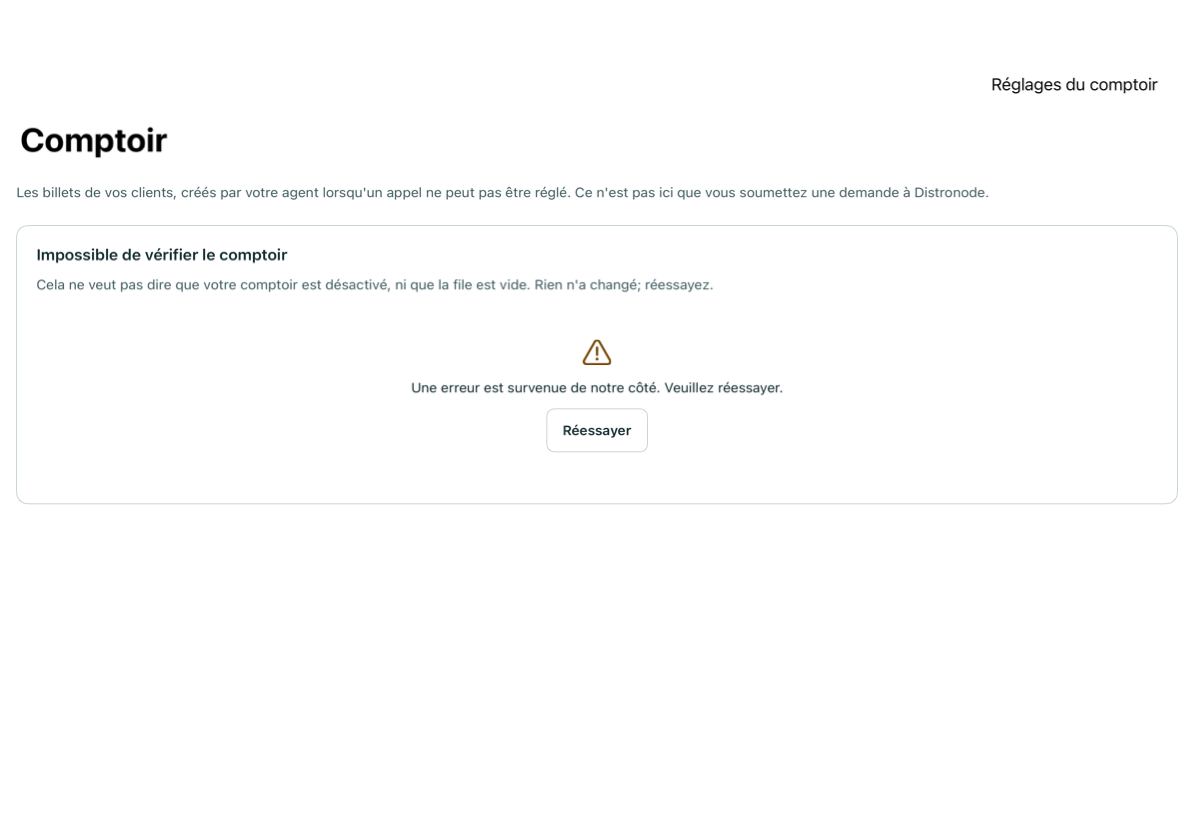 Réglages du comptoir
Comptoir
Les billets de vos clients, créés par votre agent lorsqu'un appel ne peut pas être réglé. Ce n'est pas ici que vous soumettez une demande à Distronode.
Impossible de vérifier le comptoir
Cela ne veut pas dire que votre comptoir est désactivé, ni que la file est vide. Rien n'a changé; réessayez.
Une erreur est survenue de notre côté. Veuillez réessayer.
Réessayer